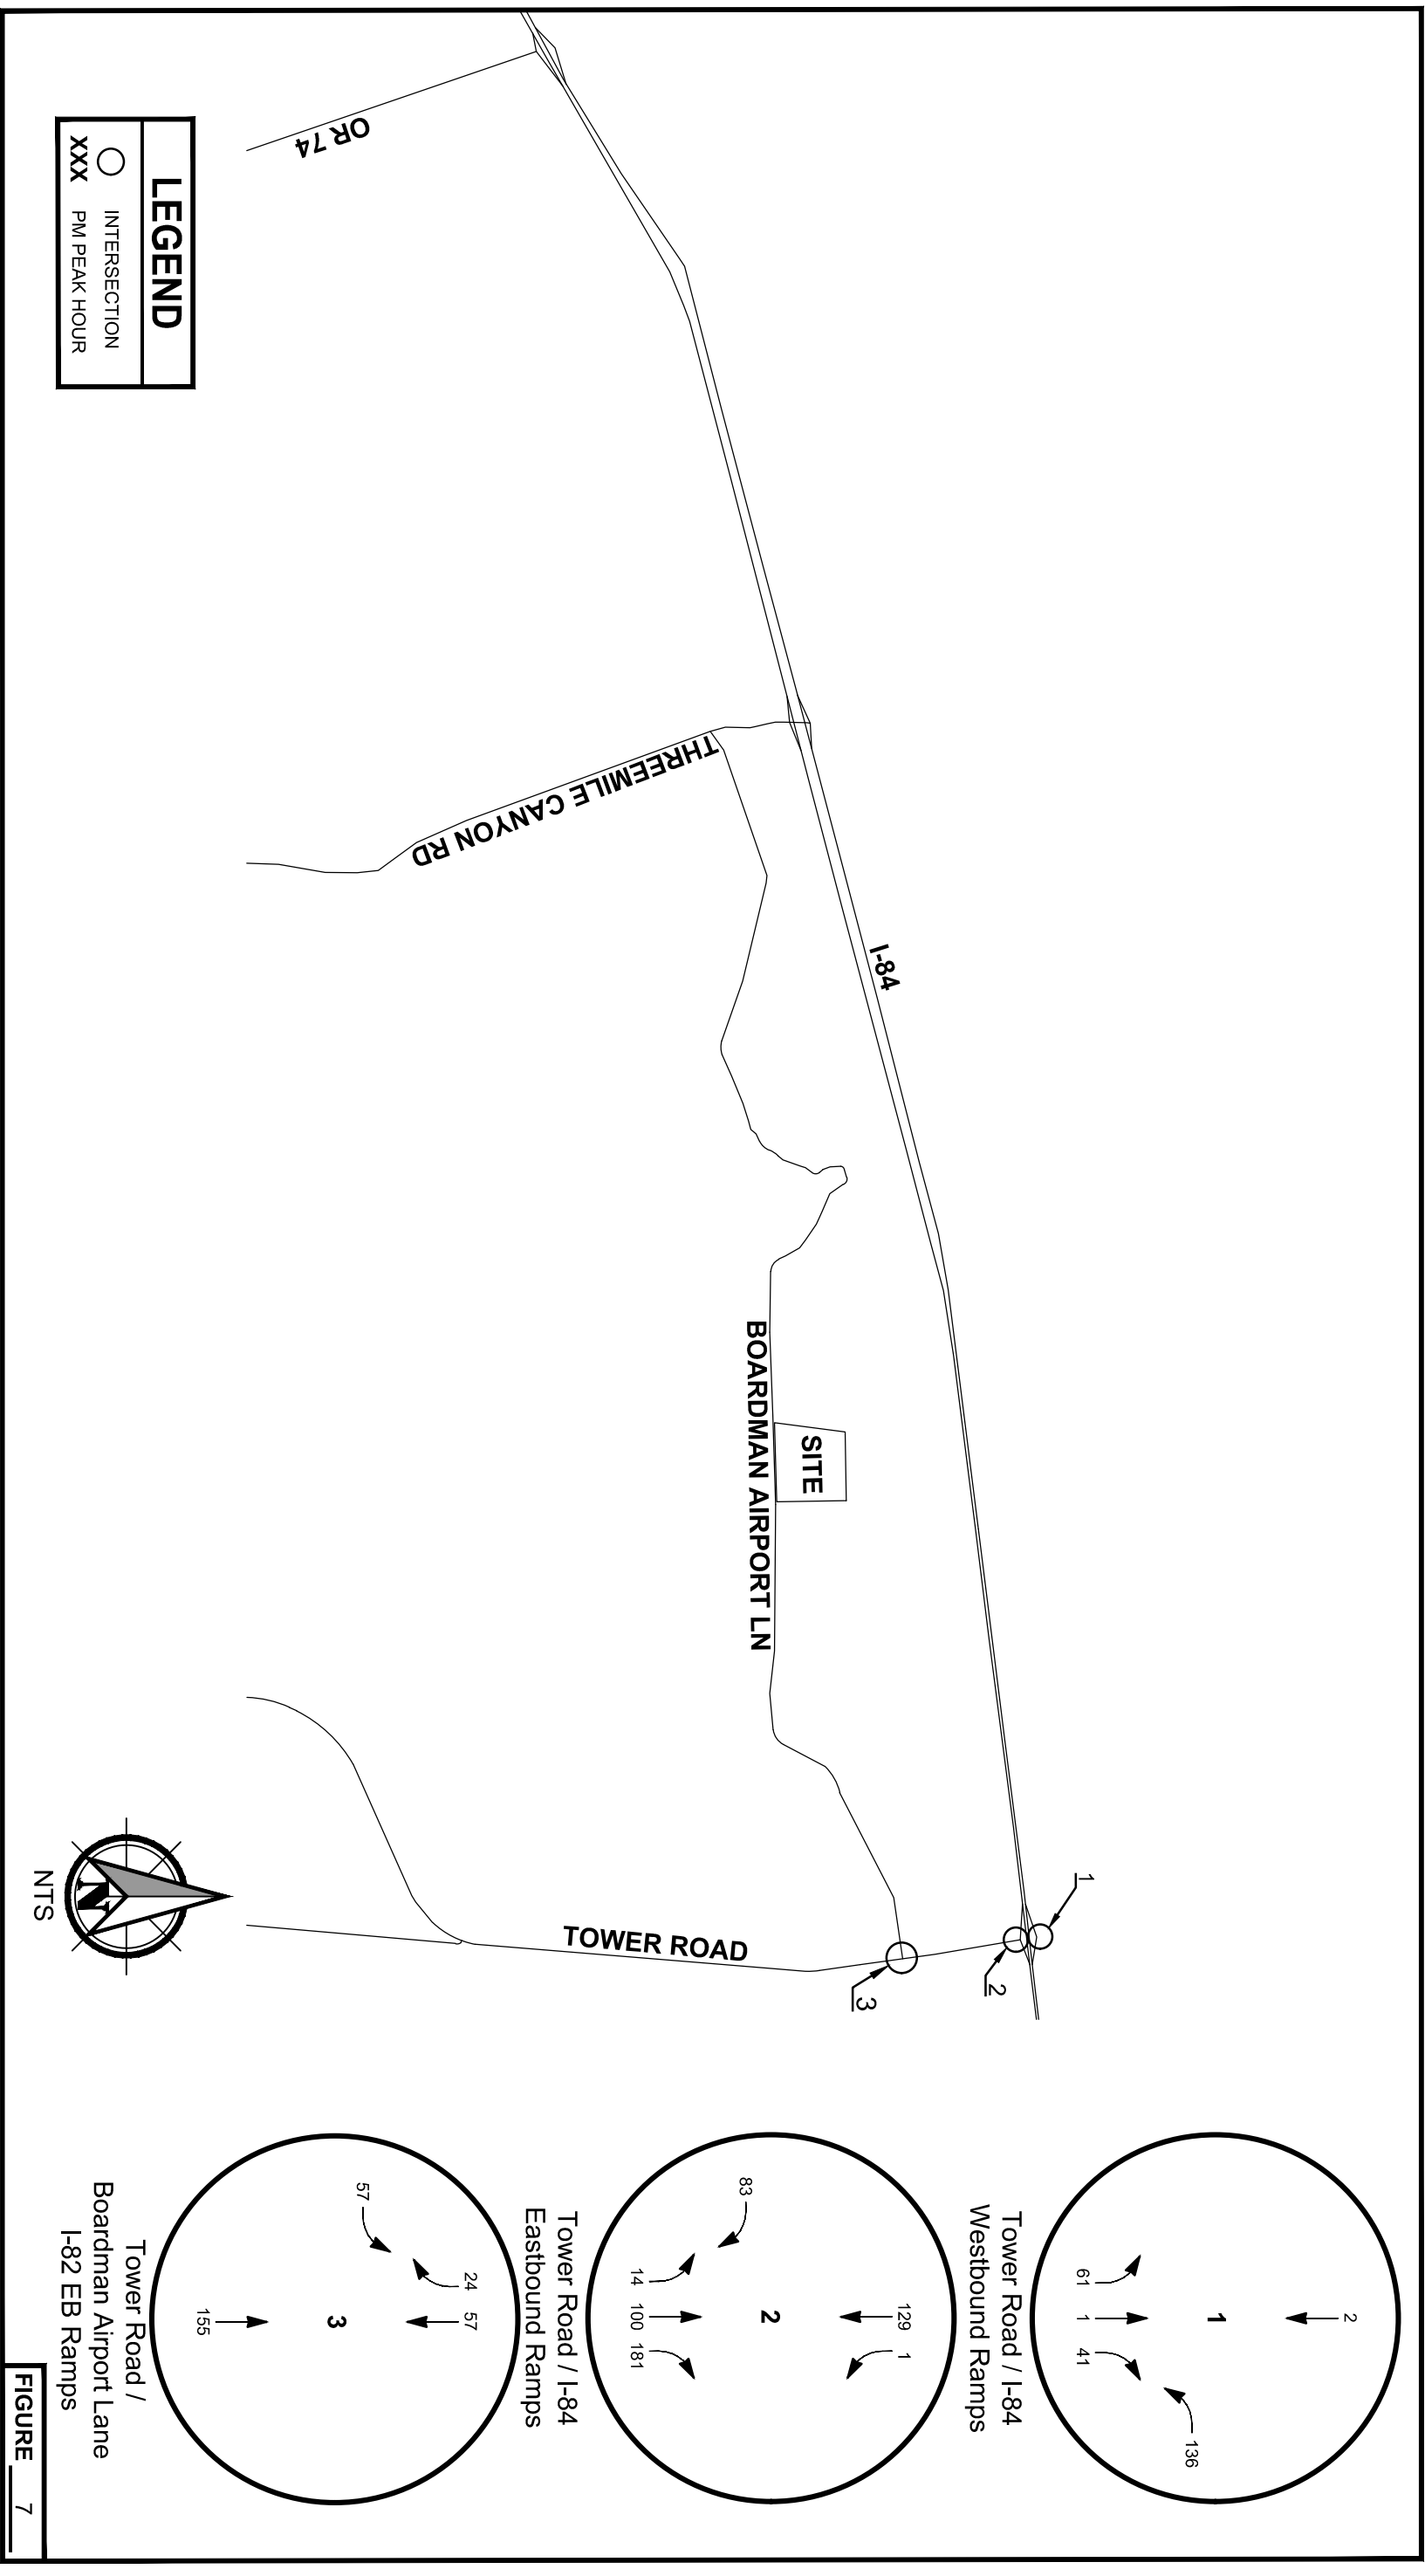 OR 74
THREEMILE CANYON RD
I-84
BOARDMAN AIRPORT LN
SITE
TOWER ROAD
1
2
3
LEGEND
INTERSECTION
XXX PM PEAK HOUR
N
NTS
2
1
136
61
1
41
Tower Road / I-84
Westbound Ramps
129
1
2
83
14
100
181
Tower Road / I-84
Eastbound Ramps
24
57
3
57
155
Tower Road /
Boardman Airport Lane
I-82 EB Ramps
FIGURE 7